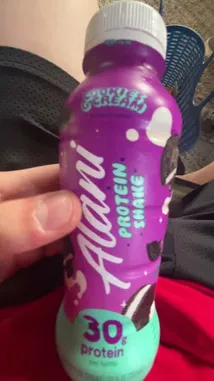 COOKIES
& CREAM
Alani
PROTEIN
SHAKE
30g
protein